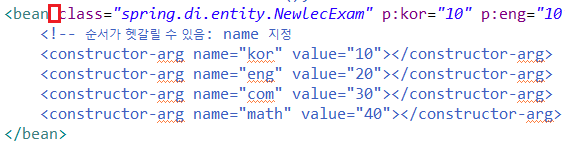 <bean class="spring.di.entity.NewLecExam" p:kor="10" p:eng="10
<!-- 순서가 헷갈릴 수 있음: name 지정
<constructor-arg name="kor" value="10"></constructor-arg>
<constructor-arg name="eng" value="20"></constructor-arg>
<constructor-arg name="com" value="30"></constructor-arg>
<constructor-arg name="math" value="40"></constructor-arg>
</bean>